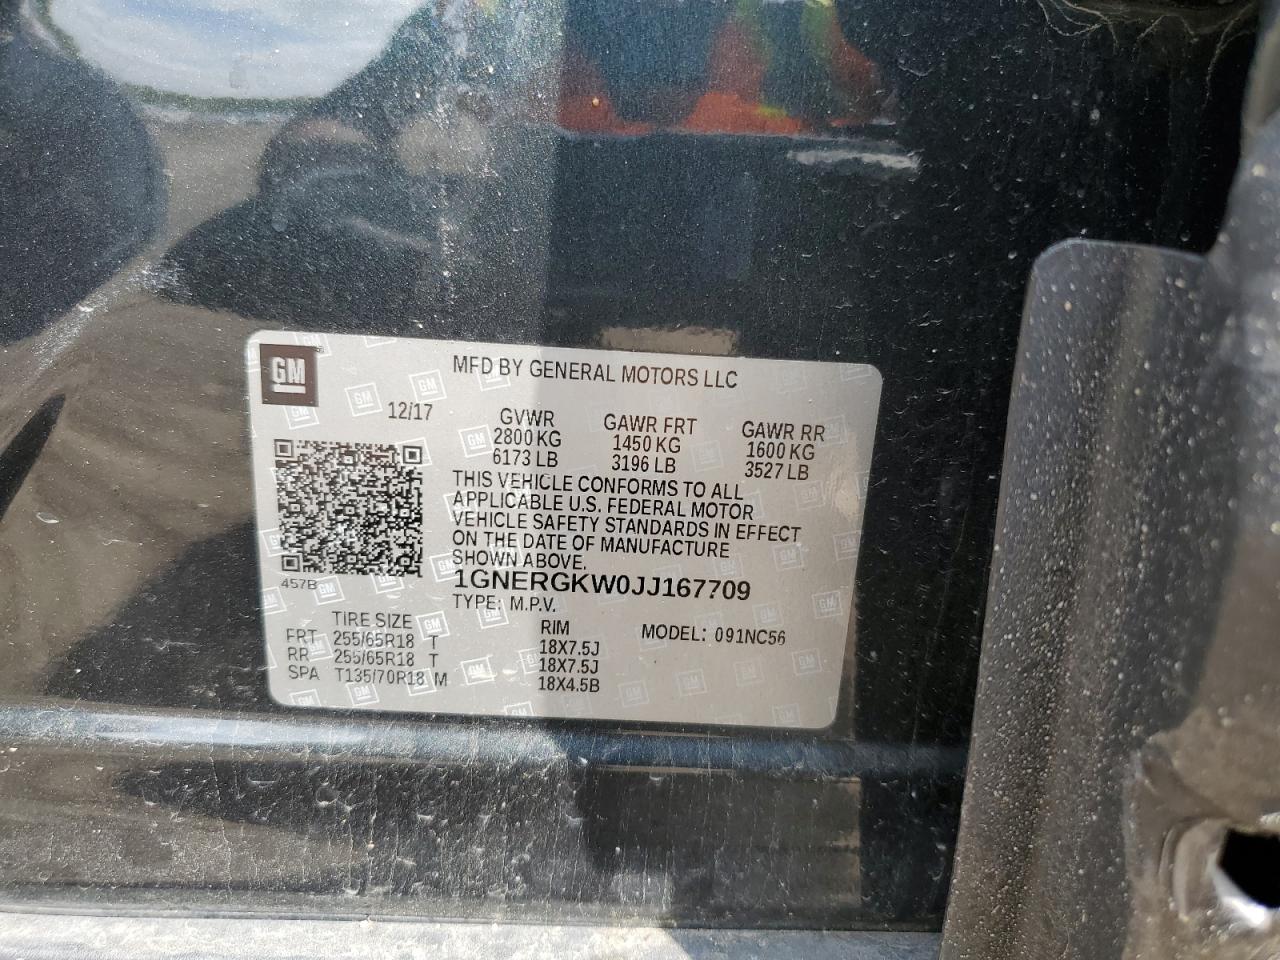 GM
MFD BY GENERAL MOTORS LLC
12/17
GVWR GAWR FRT GAWR RR
2800 KG 1450 KG 1600 KG
6173 LB 3196 LB 3527 LB
THIS VEHICLE CONFORMS TO ALL
APPLICABLE U.S. FEDERAL MOTOR
VEHICLE SAFETY STANDARDS IN EFFECT
ON THE DATE OF MANUFACTURE
SHOWN ABOVE.
457B
1GNERGKW0JJ167709
TYPE: M.P.V.
TIRE SIZE RIM MODEL: 091NC56
FRT 255/65R18 T 18X7.5J
RR 255/65R18 T 18X7.5J
SPA T135/70R18 M 18X4.5B